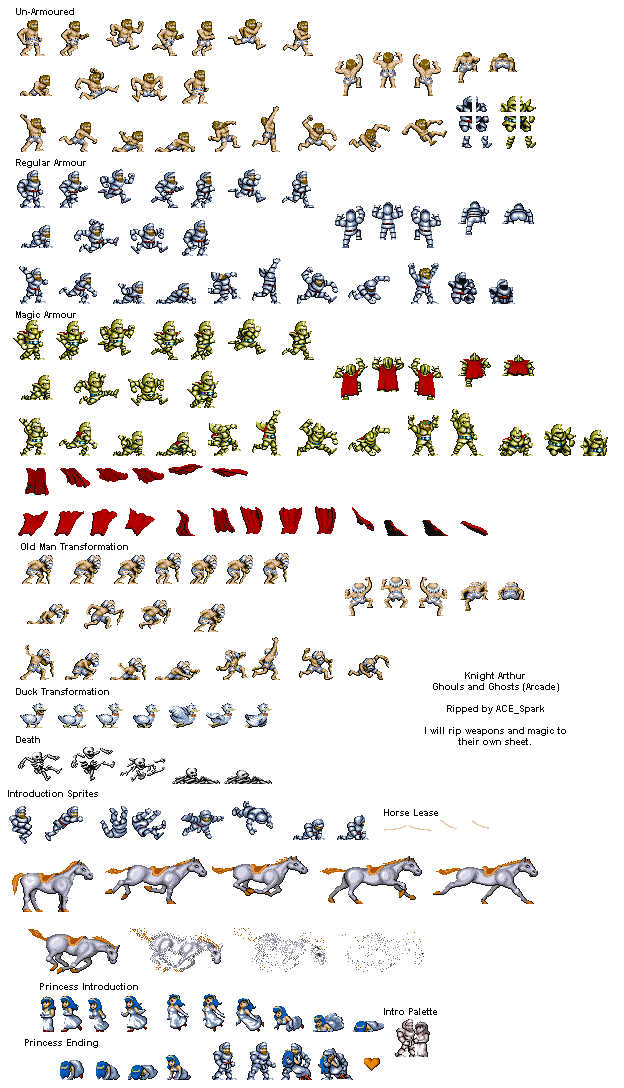 Un-Armoured
Regular Armour
Magic Armour
Old Man Transformation
Knight Arthur
Ghouls and Ghosts (Arcade)
Ripped by ACE_Spark
I will rip weapons and magic to
their own sheet.
Duck Transformation
Death
Introduction Sprites
Horse Lease
Princess Introduction
Intro Palette
Princess Ending